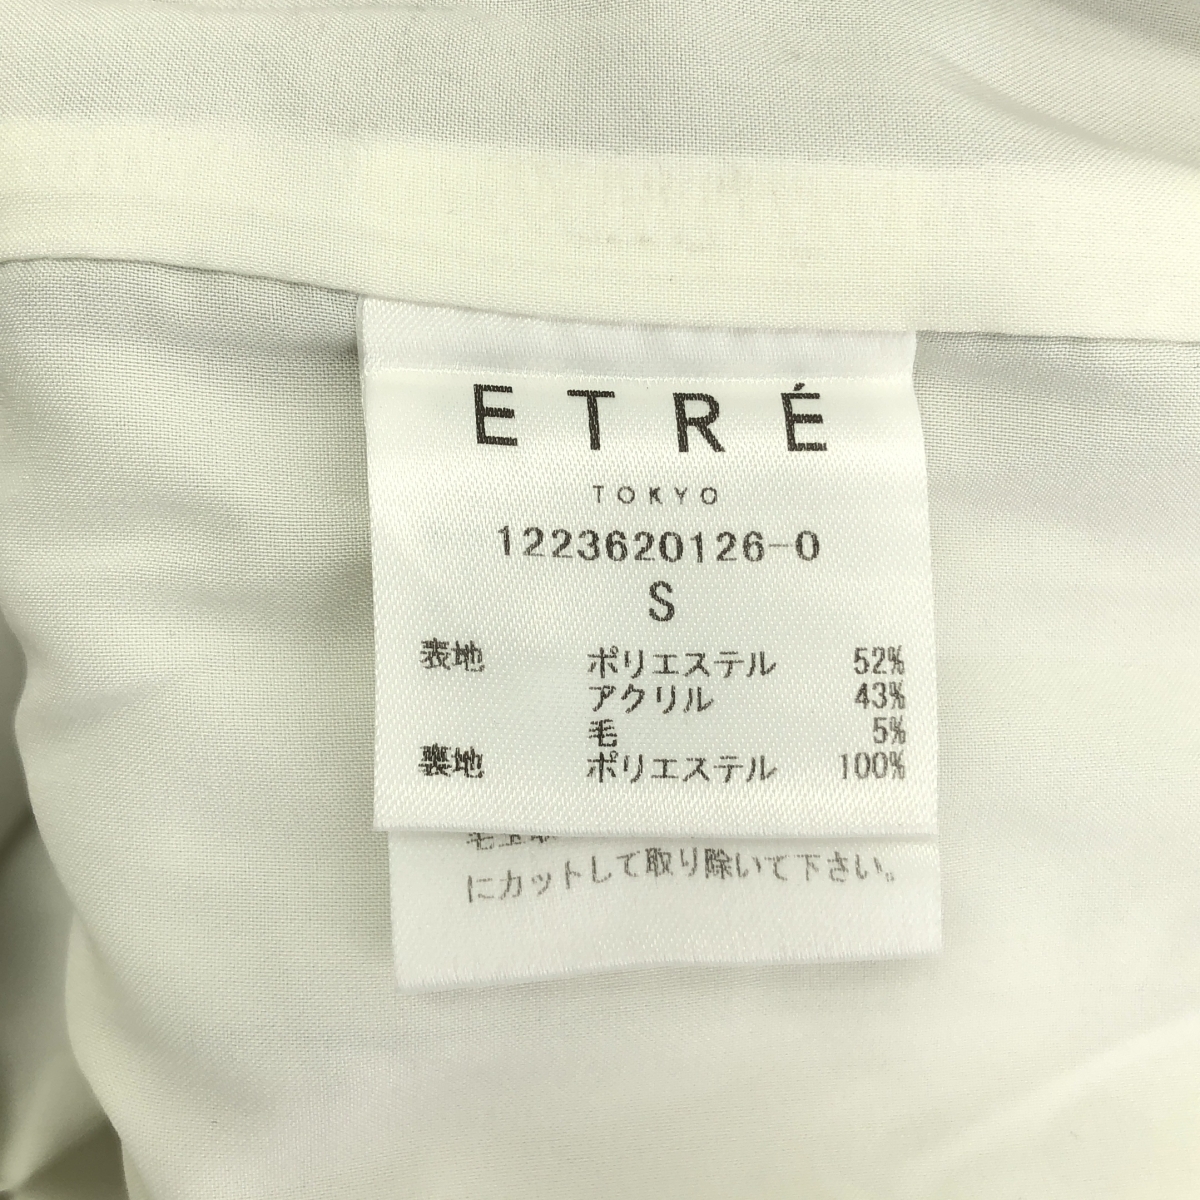 ETRÉ
TOKYO
1223620126-0
S
表地 ポリエステル 52%
アクリル 43%
毛 5%
裏地 ポリエステル 100%
にカットして取り除いて下さい。